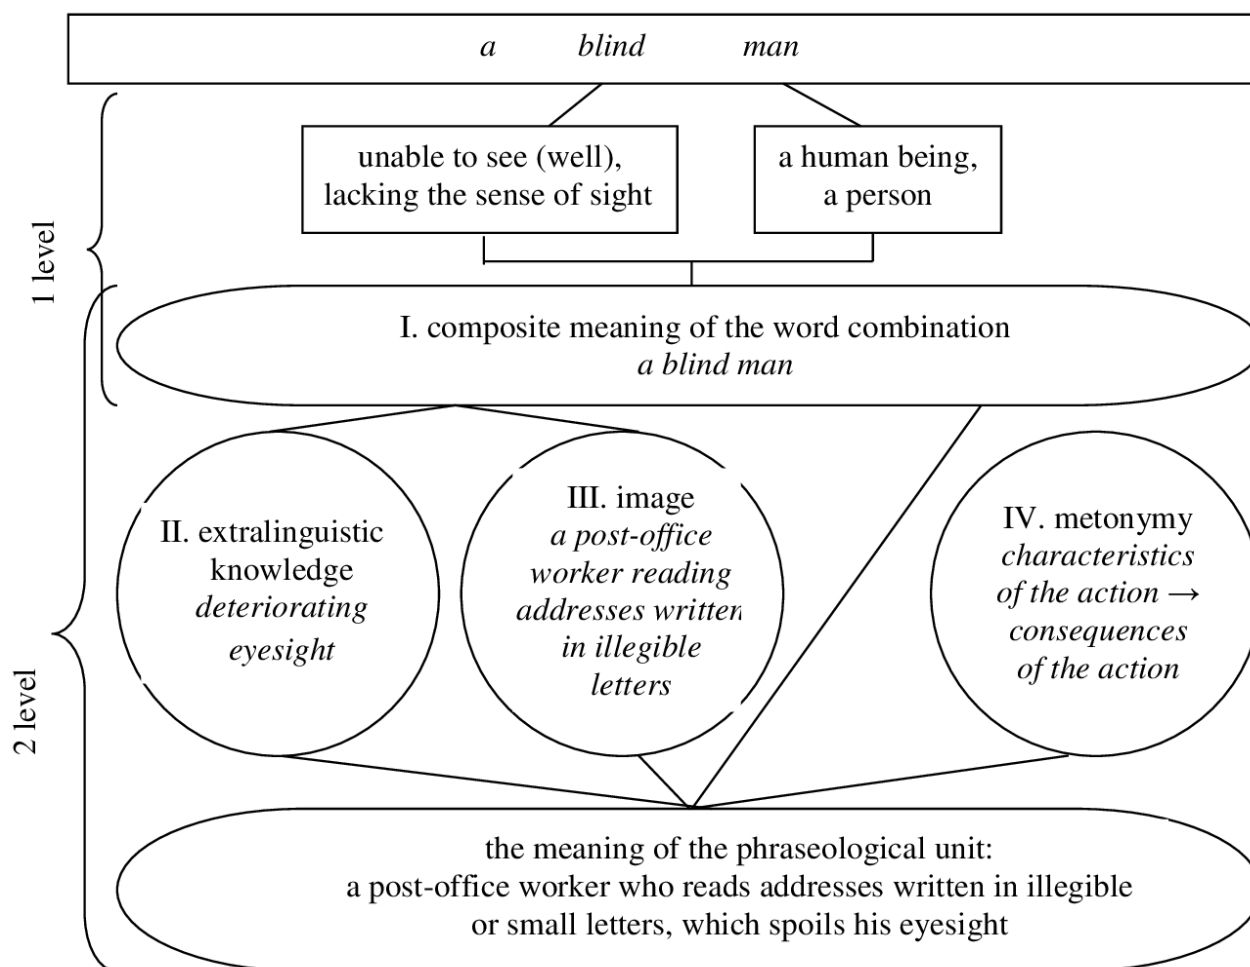 a blind man
unable to see (well),
lacking the sense of sight
a human being,
a person
1 level
I. composite meaning of the word combination
a blind man
II. extralinguistic
knowledge
deteriorating
eyesight
III. image
a post-office
worker reading
addresses written
in illegible
letters
IV. metonymy
characteristics
of the action →
consequences
of the action
2 level
the meaning of the phraseological unit:
a post-office worker who reads addresses written in illegible
or small letters, which spoils his eyesight